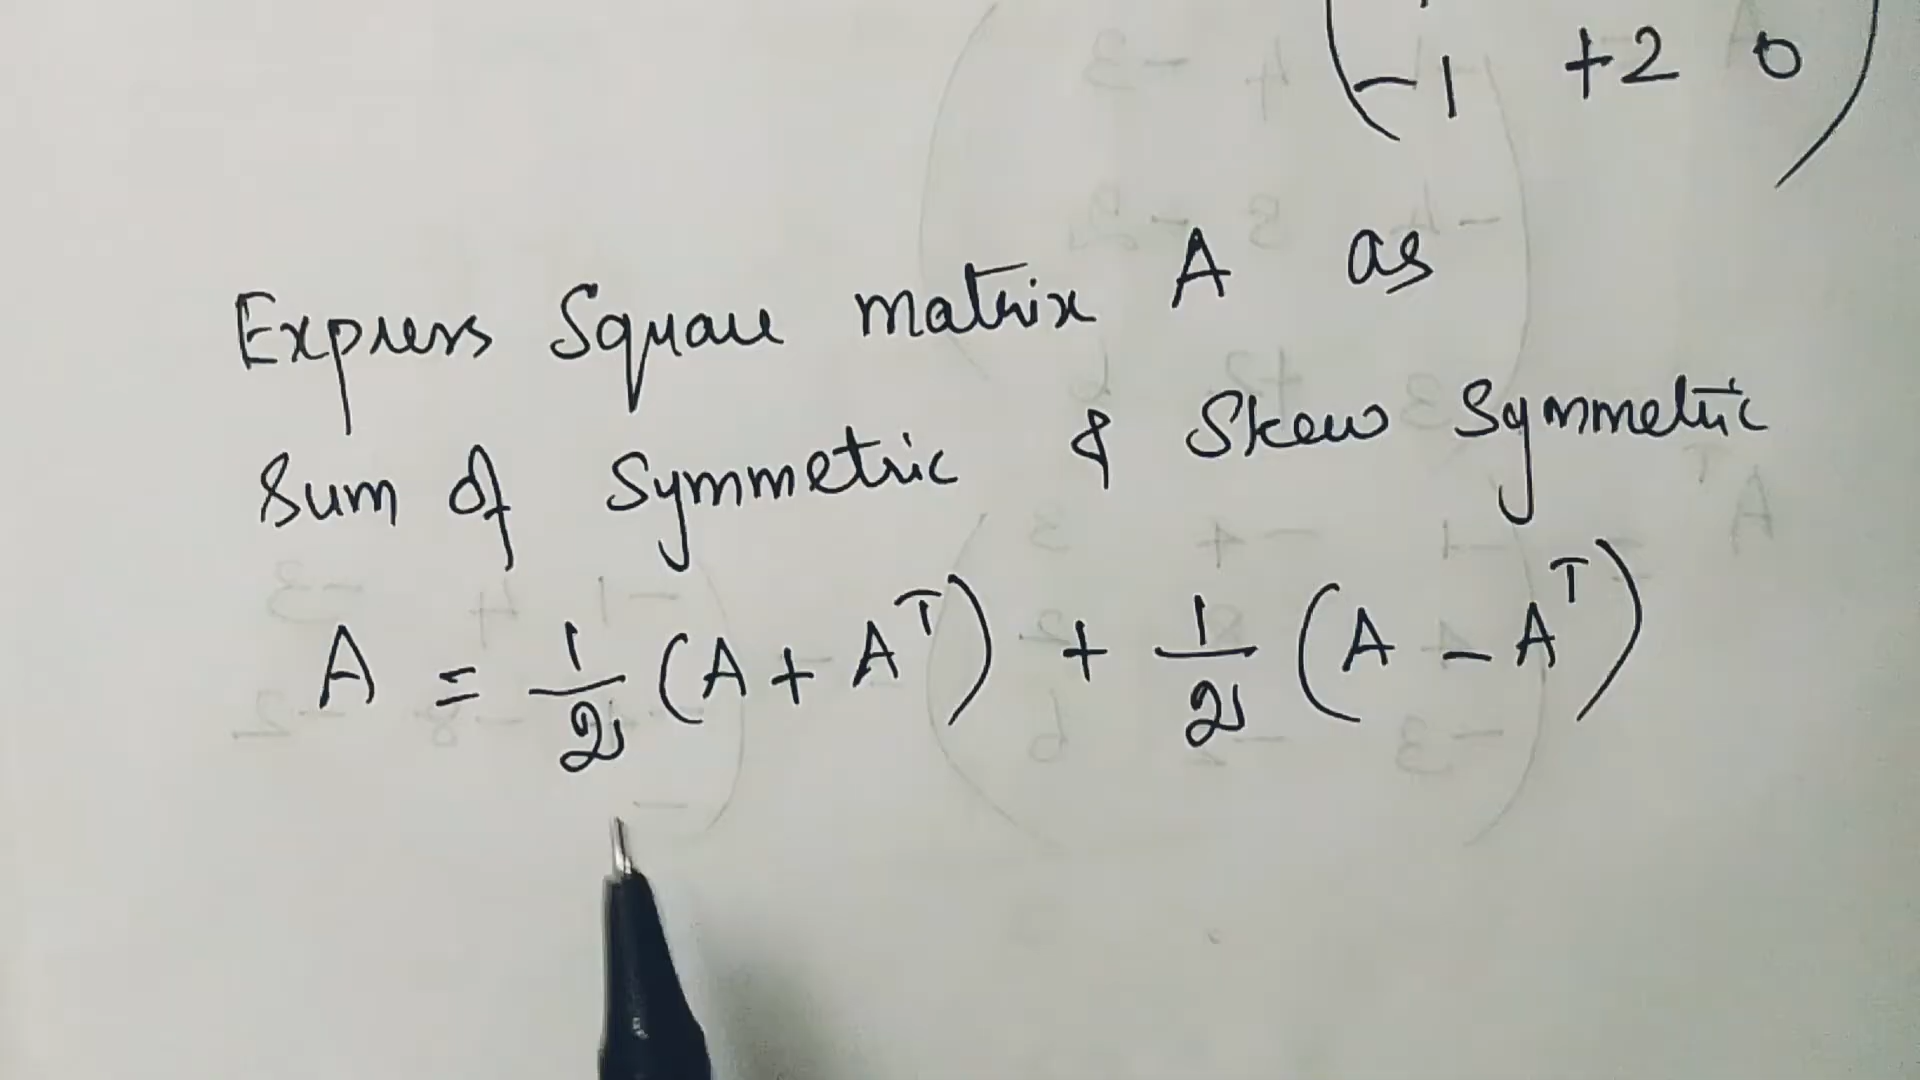 -1 +2 0
Express Square matrix A as
Sum of Symmetric & Skew Symmetric
A = 1/2 (A + A^T) + 1/2 (A - A^T)